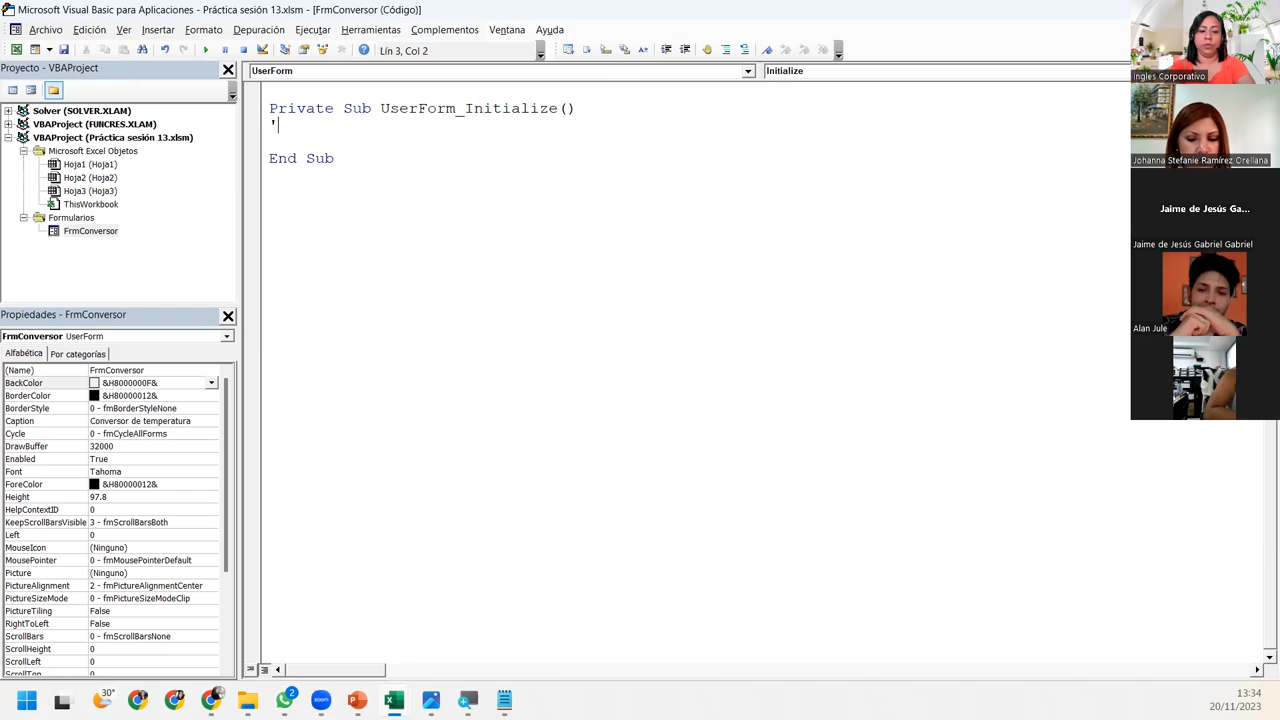 Microsoft Visual Basic para Aplicaciones - Práctica sesión 13.xlsm - [FrmConversor (Código)]
Archivo Edición Ver Insertar Formato Depuración Ejecutar Herramientas Complementos Ventana Ayuda
Lín 3, Col 2
Proyecto - VBAProject
Solver (SOLVER.XLAM)
VBAProject (FUNCRES.XLAM)
VBAProject (Práctica sesión 13.xlsm)
Microsoft Excel Objetos
Hoja1 (Hoja1)
Hoja2 (Hoja2)
Hoja3 (Hoja3)
ThisWorkbook
Formularios
FrmConversor
Propiedades - FrmConversor
FrmConversor UserForm
Alfabética Por categorías
(Name) FrmConversor
BackColor &H8000000F&
BorderColor &H80000012&
BorderStyle 0 - fmBorderStyleNone
Caption Conversor de temperatura
Cycle 0 - fmCycleAllForms
DrawBuffer 32000
Enabled True
Font Tahoma
ForeColor &H80000012&
Height 97.8
HelpContextID 0
KeepScrollBarsVisible 3 - fmScrollBarsBoth
Left 0
MouseIcon (Ninguno)
MousePointer 0 - fmMousePointerDefault
Picture (Ninguno)
PictureAlignment 2 - fmPictureAlignmentCenter
PictureSizeMode 0 - fmPictureSizeModeClip
PictureTiling False
RightToLeft False
ScrollBars 0 - fmScrollBarsNone
ScrollHeight 0
ScrollLeft 0
ScrollTop 0
UserForm Initialize
Private Sub UserForm_Initialize()
'
End Sub
Ingles Corporativo
Johanna Stefanie Ramírez Orellana
Jaime de Jesús Ga...
Jaime de Jesús Gabriel Gabriel
Alan Jule
30°
2
zoom
13:34
20/11/2023